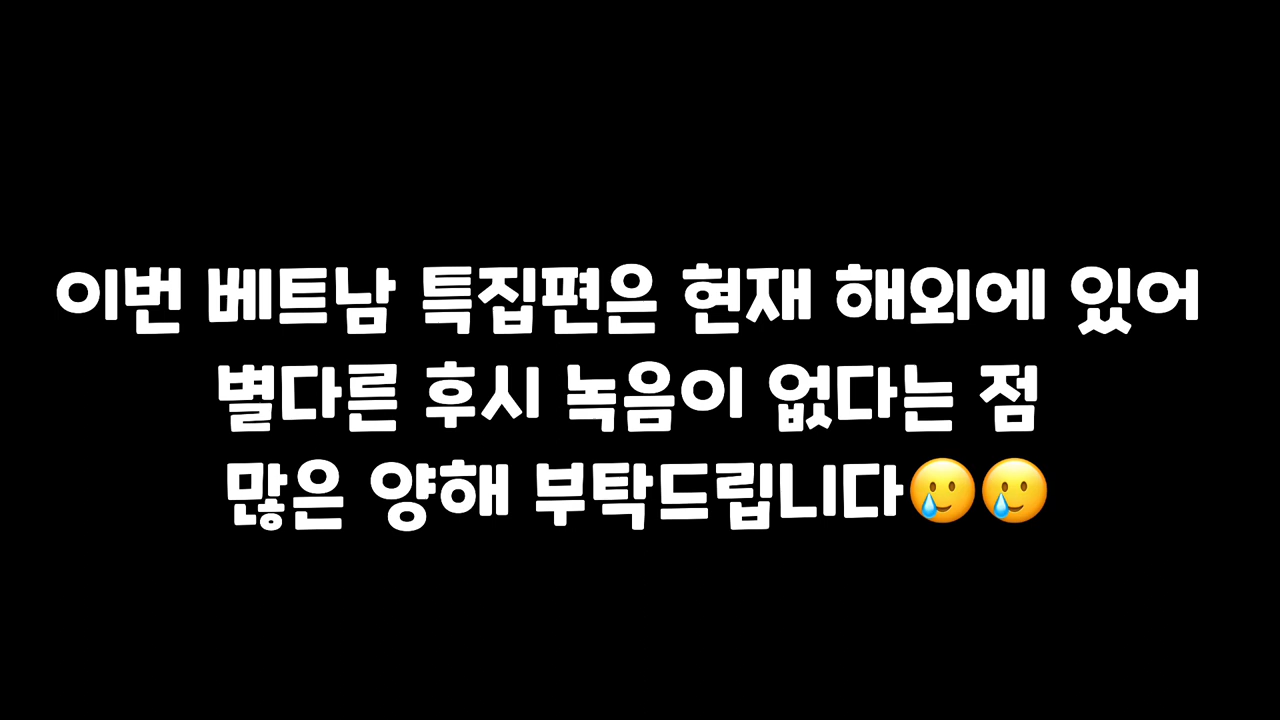 이번 베트남 특집편은 현재 해외에 있어
별다른 후시 녹음이 없다는 점
많은 양해 부탁드립니다🥲🥲